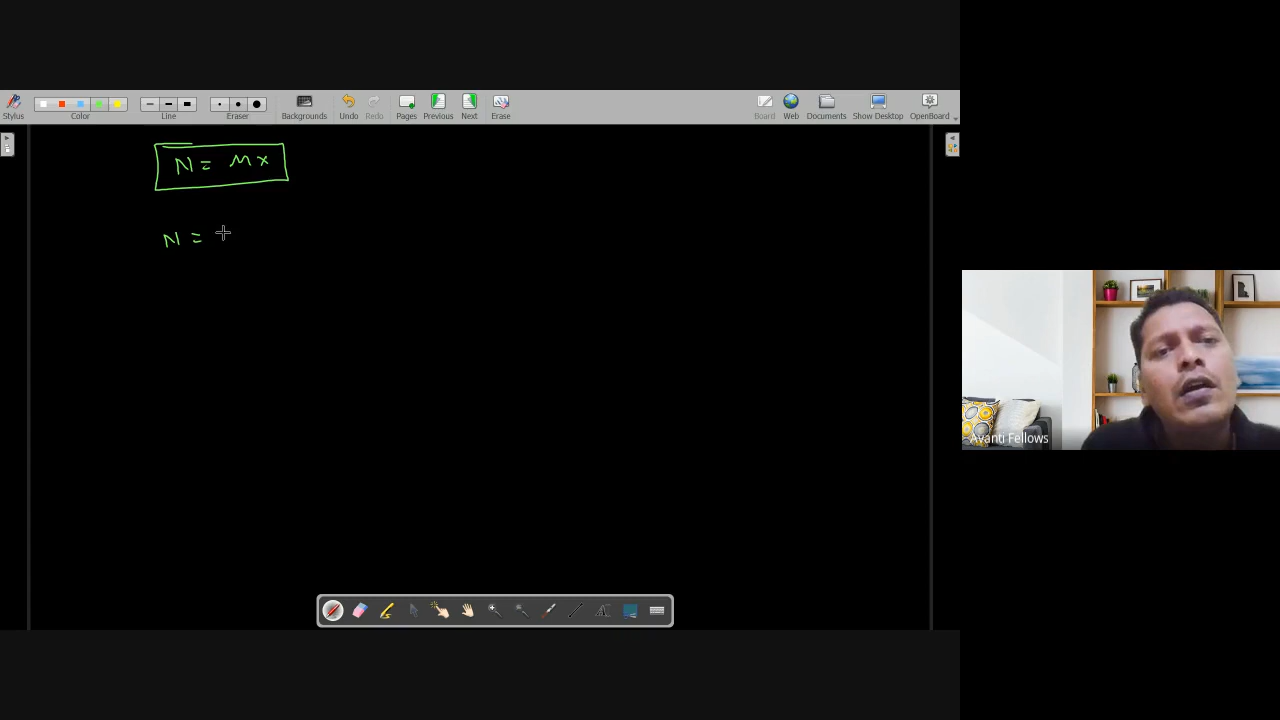 Stylus
Color
Line
Eraser
Backgrounds
Undo
Redo
Pages
Previous
Next
Erase
Board
Web
Documents
Show Desktop
OpenBoard
N = Mx
N =
Avanti Fellows